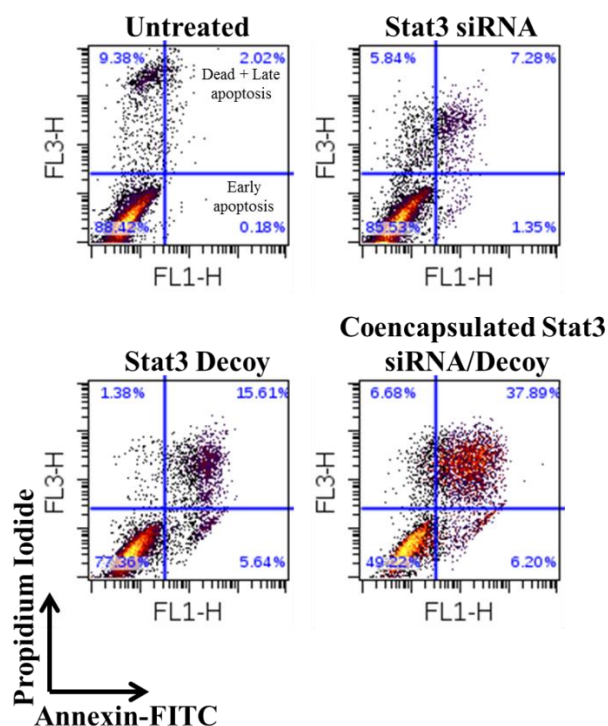 Untreated
9.38%
2.02%
Dead + Late
apoptosis
Early
apoptosis
88.42%
0.18%
FL3-H
FL1-H
Stat3 siRNA
5.84%
7.28%
85.53%
1.35%
FL3-H
FL1-H
Stat3 Decoy
1.38%
15.61%
77.36%
5.64%
FL3-H
FL1-H
Coencapsulated Stat3
siRNA/Decoy
6.68%
37.89%
49.22%
6.20%
FL3-H
FL1-H
Propidium Iodide
Annexin-FITC